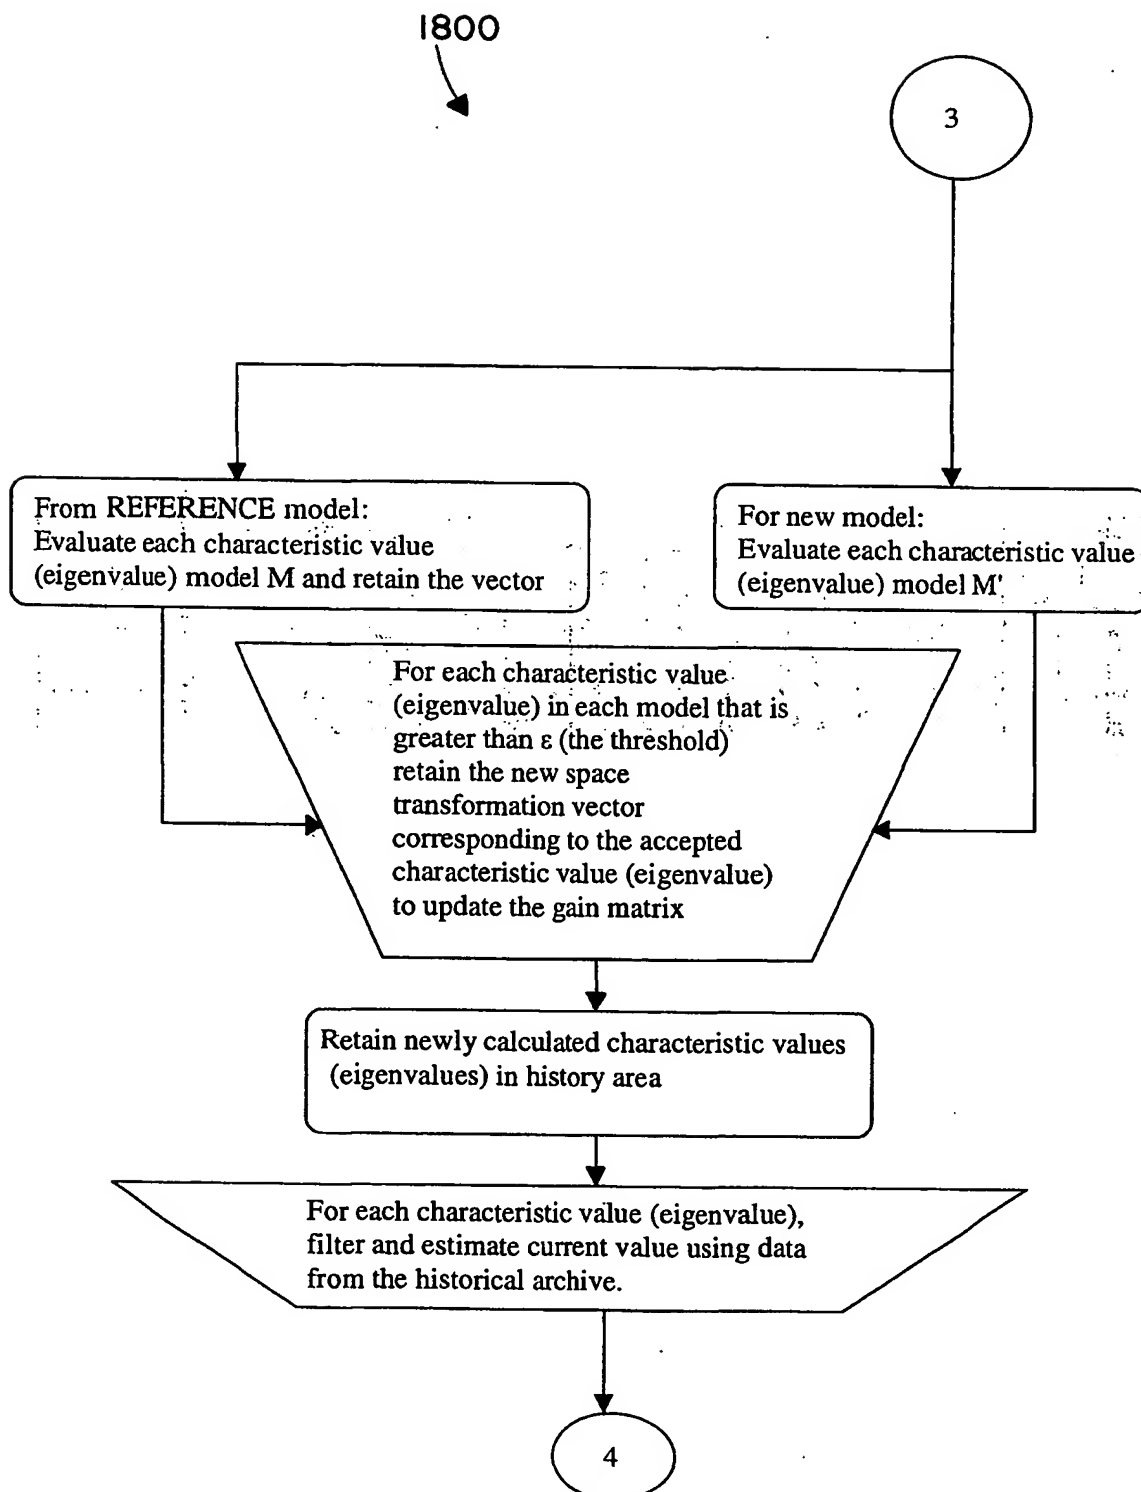 1800
3
From REFERENCE model:
Evaluate each characteristic value
(eigenvalue) model M and retain the vector
For new model:
Evaluate each characteristic value
(eigenvalue) model M'
For each characteristic value
(eigenvalue) in each model that is
greater than ε (the threshold)
retain the new space
transformation vector
corresponding to the accepted
characteristic value (eigenvalue)
to update the gain matrix
Retain newly calculated characteristic values
(eigenvalues) in history area
For each characteristic value (eigenvalue),
filter and estimate current value using data
from the historical archive.
4